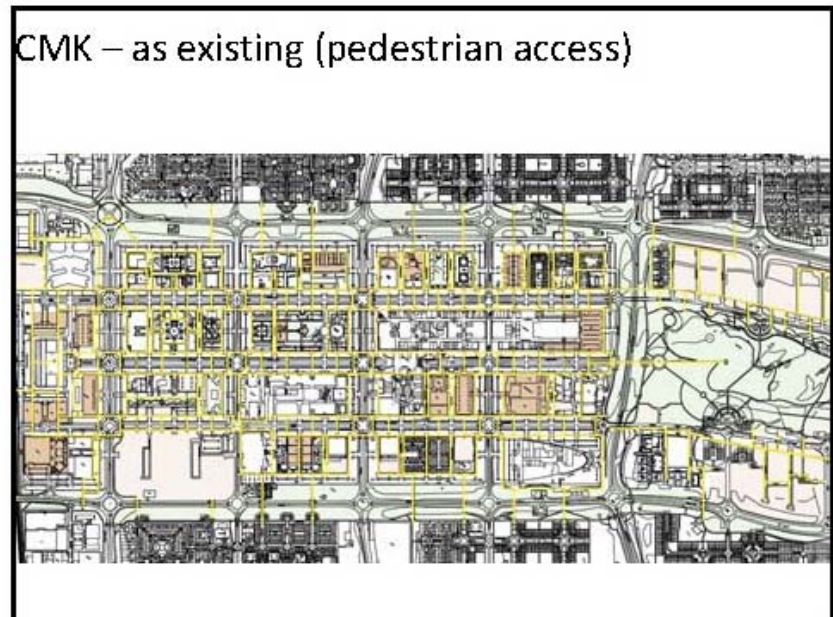 CMK – as existing (pedestrian access)